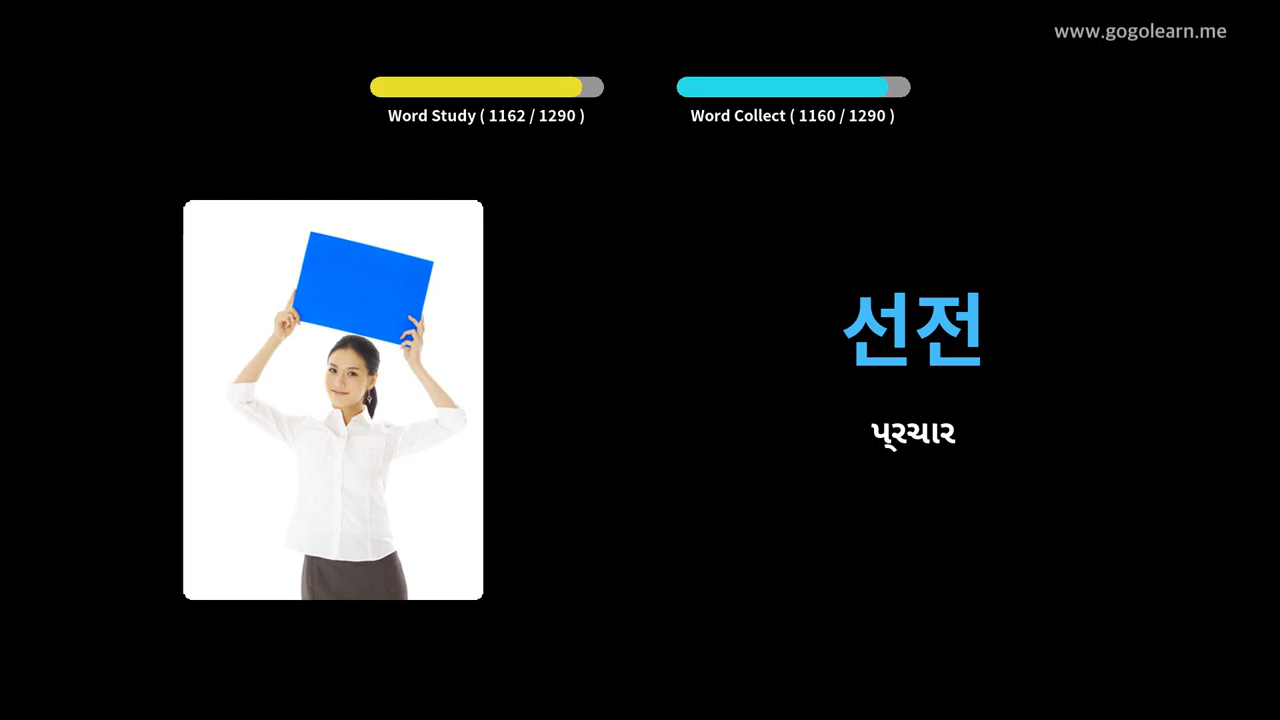 www.gogolearn.me
Word Study ( 1162 / 1290 )
Word Collect ( 1160 / 1290 )
선전
પ્રચાર